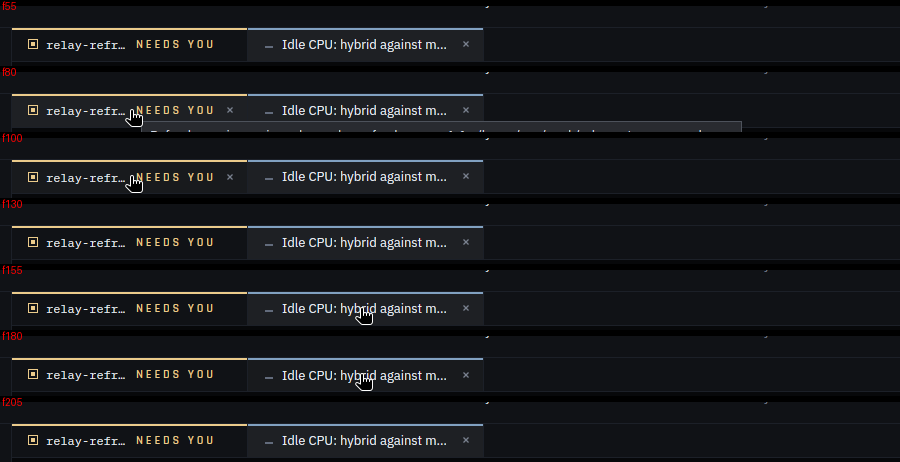 f55
relay-refr… NEEDS YOU Idle CPU: hybrid against m... ×
f80
relay-refr… NEEDS YOU × Idle CPU: hybrid against m... ×
f100
relay-refr… NEEDS YOU × Idle CPU: hybrid against m... ×
f130
relay-refr… NEEDS YOU Idle CPU: hybrid against m... ×
f155
relay-refr… NEEDS YOU Idle CPU: hybrid against m... ×
f180
relay-refr… NEEDS YOU Idle CPU: hybrid against m... ×
f205
relay-refr… NEEDS YOU Idle CPU: hybrid against m... ×